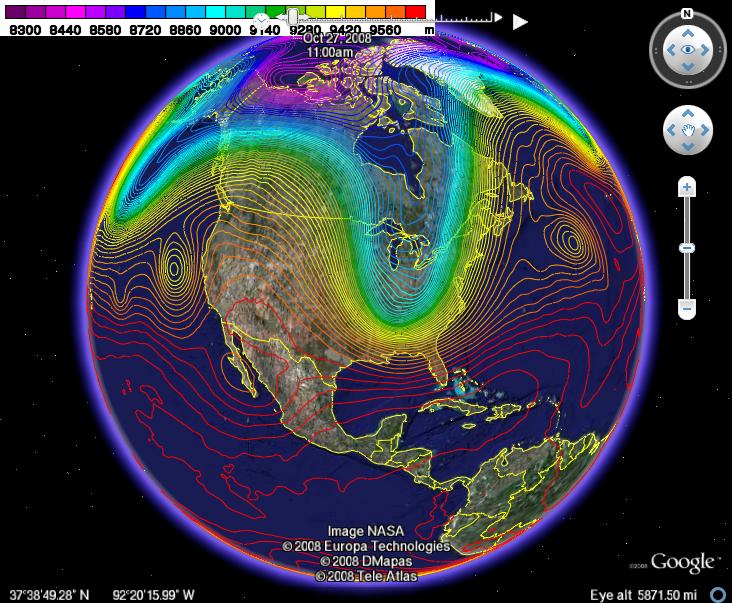 8300 8440 8580 8720 8860 9000 9140 9280 9420 9560 m
Oct 27, 2008
11:00am
N
Image NASA
© 2008 Europa Technologies
© 2008 DMapas
© 2008 Tele Atlas
©2008 Google™
37°38'49.28" N 92°20'15.99" W Eye alt 5871.50 mi